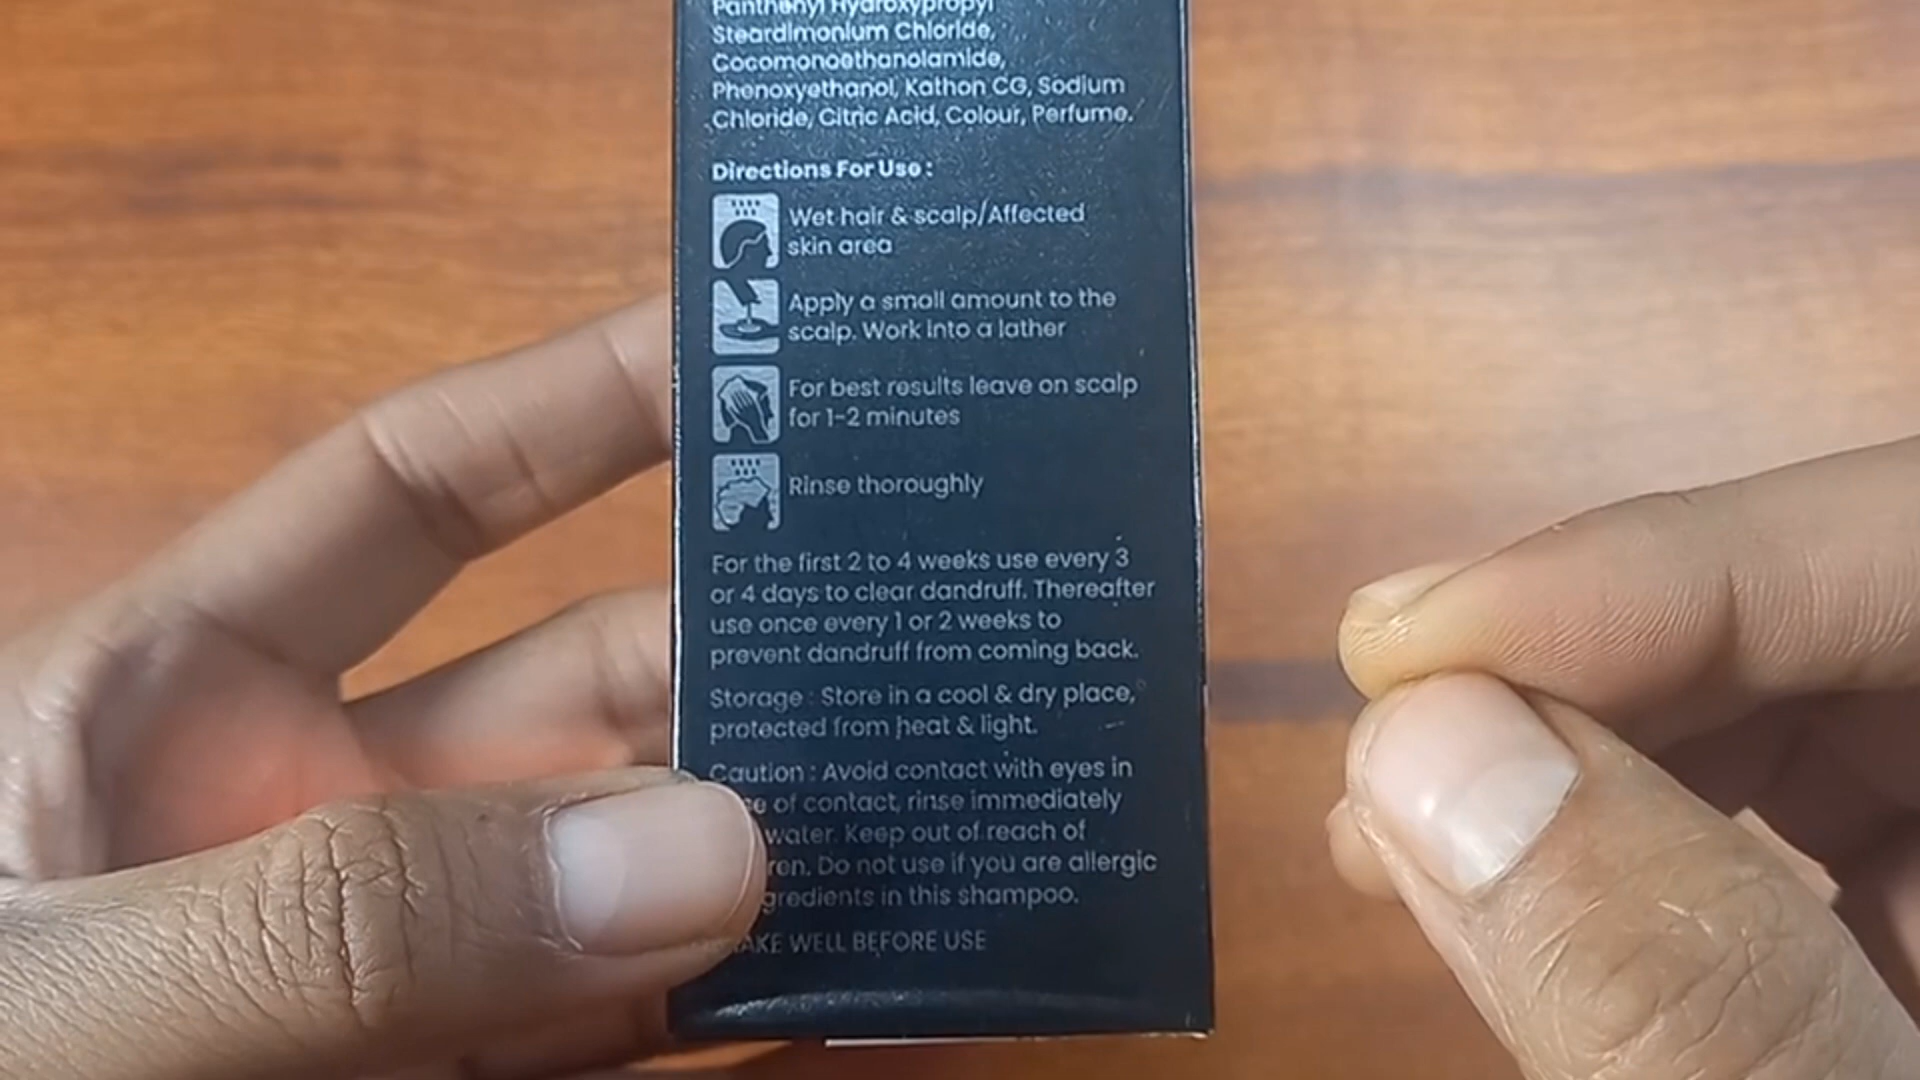 Panthenyl Hydroxypropyl
Steardimonium Chloride,
Cocomonoethanolamide,
Phenoxyethanol, Kathon CG, Sodium
Chloride, Citric Acid, Colour, Perfume.
Directions For Use :
Wet hair & scalp/Affected
skin area
Apply a small amount to the
scalp. Work into a lather
For best results leave on scalp
for 1-2 minutes
Rinse thoroughly
For the first 2 to 4 weeks use every 3
or 4 days to clear dandruff. Thereafter
use once every 1 or 2 weeks to
prevent dandruff from coming back.
Storage : Store in a cool & dry place,
protected from heat & light.
Caution : Avoid contact with eyes in
of contact, rinse immediately
water. Keep out of reach of
Do not use if you are allergic
in this shampoo.
WELL BEFORE USE